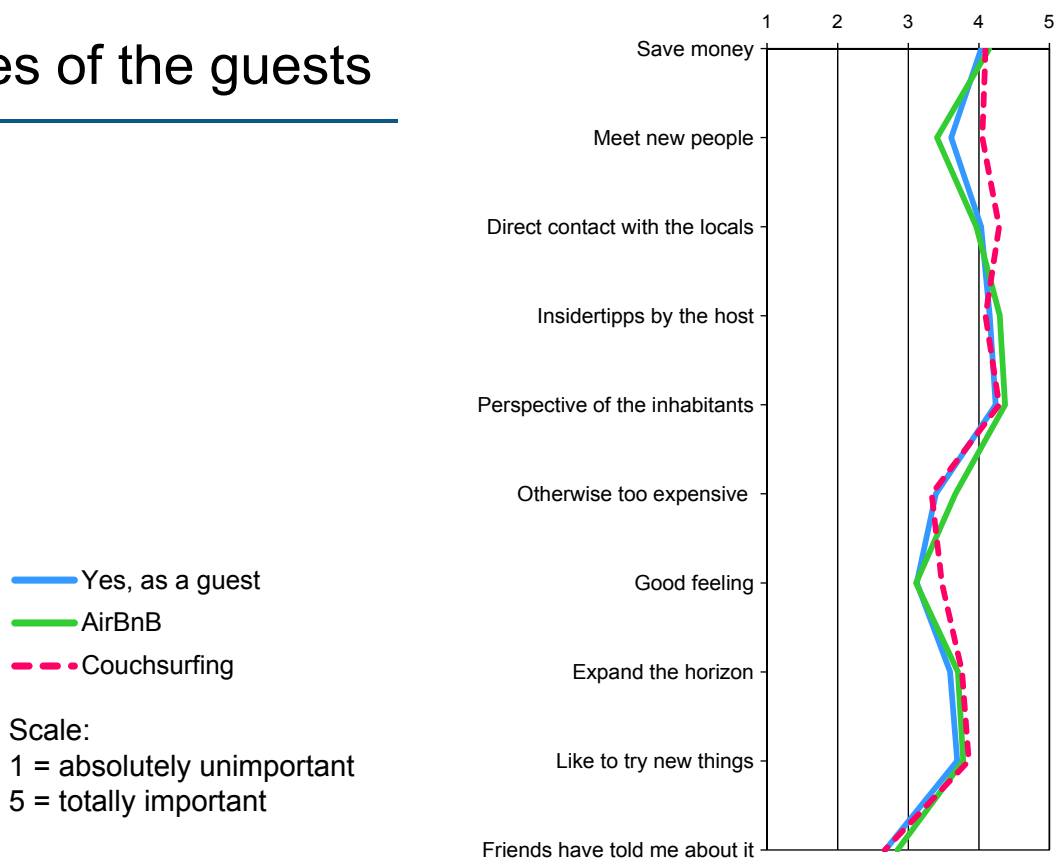 es of the guests
1 2 3 4 5
Save money
Meet new people
Direct contact with the locals
Insidertipps by the host
Perspective of the inhabitants
Otherwise too expensive
Good feeling
Expand the horizon
Like to try new things
Friends have told me about it
Yes, as a guest
AirBnB
Couchsurfing
Scale:
1 = absolutely unimportant
5 = totally important